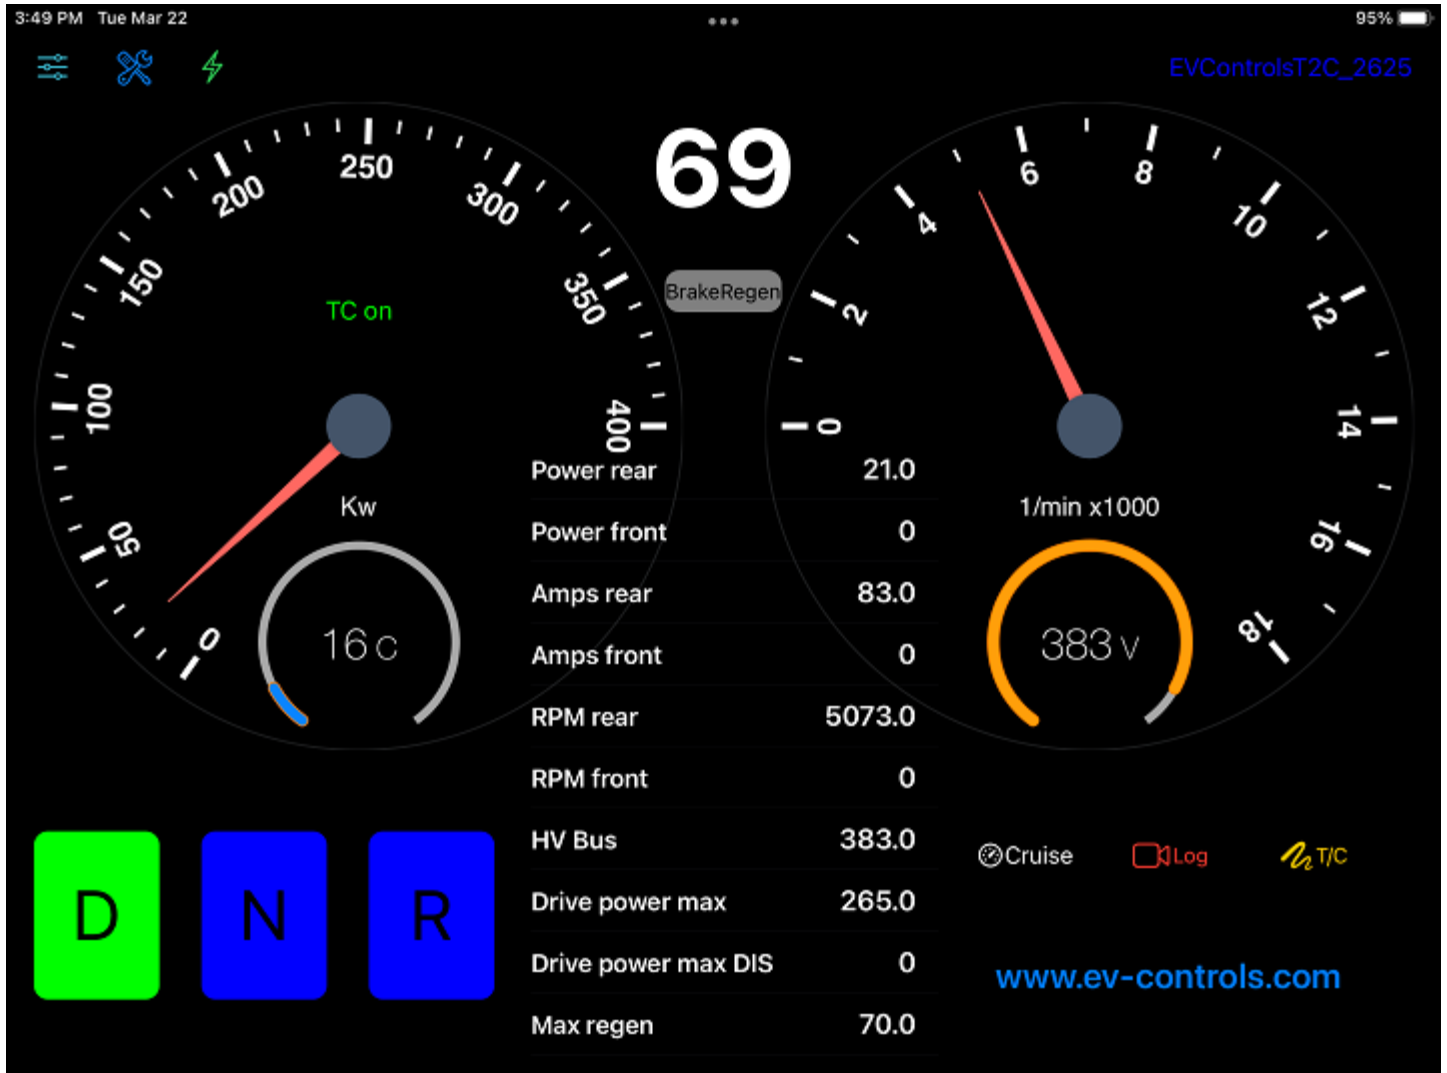 3:49 PM Tue Mar 22
95%
EVControlsT2C_2625
69
BrakeRegen
0
50
100
150
200
250
300
350
400
TC on
Kw
16 C
0
2
4
6
8
10
12
14
16
18
1/min x1000
383 V
Power rear 21.0
Power front 0
Amps rear 83.0
Amps front 0
RPM rear 5073.0
RPM front 0
HV Bus 383.0
Drive power max 265.0
Drive power max DIS 0
Max regen 70.0
D N R
Cruise Log T/C
www.ev-controls.com